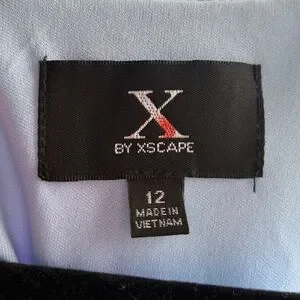 X
BY XSCAPE
12
MADE IN
VIETNAM